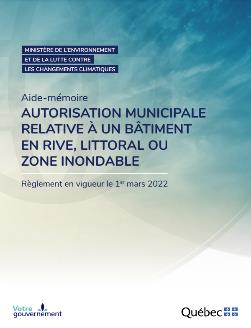 MINISTÈRE DE L'ENVIRONNEMENT
ET DE LA LUTTE CONTRE
LES CHANGEMENTS CLIMATIQUES
Aide-mémoire
AUTORISATION MUNICIPALE
RELATIVE À UN BÂTIMENT
EN RIVE, LITTORAL OU
ZONE INONDABLE
Règlement en vigueur le 1er mars 2022
Votre
gouvernement
Québec